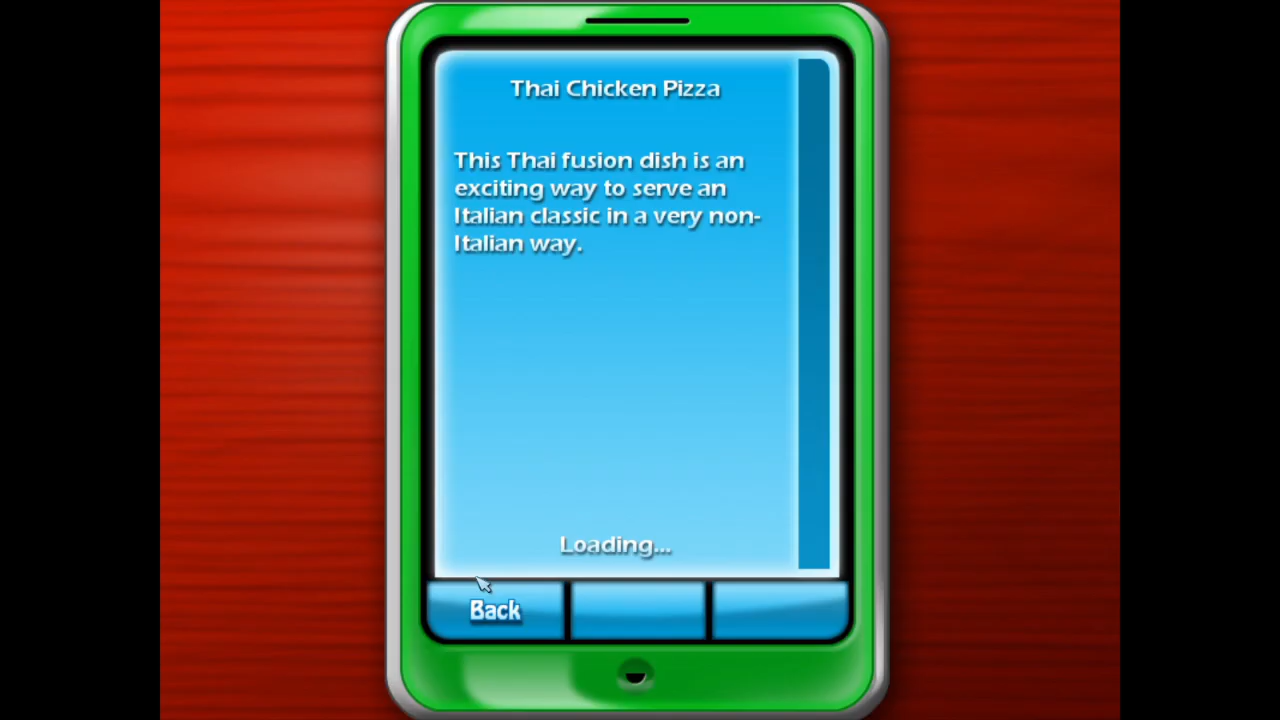 Thai Chicken Pizza
This Thai fusion dish is an
exciting way to serve an
Italian classic in a very non-
Italian way.
Loading...
Back